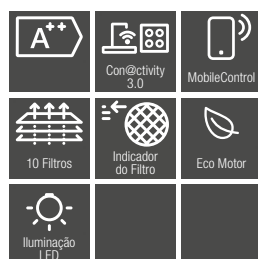 A++
Con@ctivity
3.0
MobileControl
10 Filtros
Indicador
do Filtro
Eco Motor
Iluminação
LED